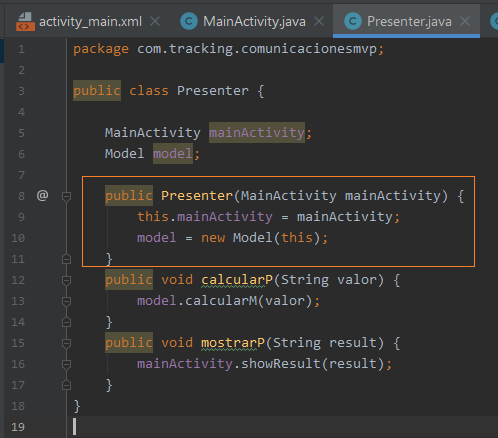 activity_main.xml MainActivity.java Presenter.java
1 package com.tracking.comunicacionesmvp;
2
3 public class Presenter {
4
5 MainActivity mainActivity;
6 Model model;
7
8 @ public Presenter(MainActivity mainActivity) {
9 this.mainActivity = mainActivity;
10 model = new Model(this);
11 }
12 public void calcularP(String valor) {
13 model.calcularM(valor);
14 }
15 public void mostrarP(String result) {
16 mainActivity.showResult(result);
17 }
18 }
19